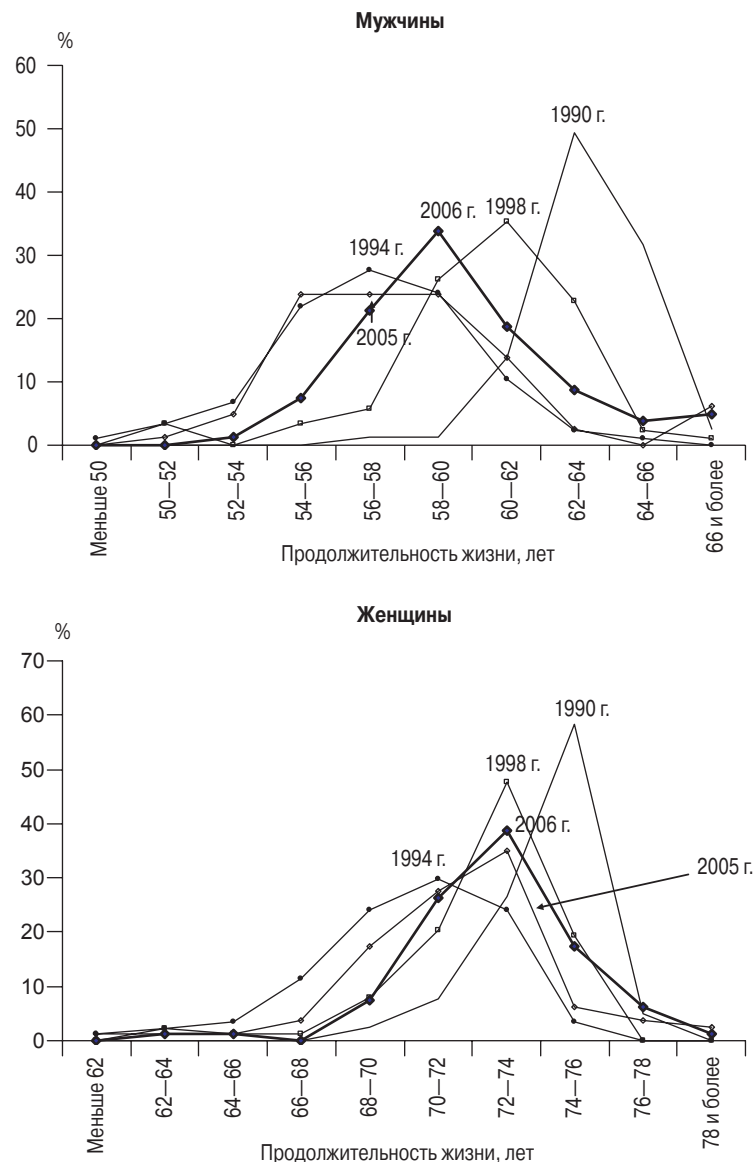 Мужчины
%
60
50
40
30
20
10
0
1990 г.
2006 г.
1998 г.
1994 г.
2005 г.
Меньше 50
50—52
52—54
54—56
56—58
58—60
60—62
62—64
64—66
66 и более
Продолжительность жизни, лет
Женщины
%
70
60
50
40
30
20
10
0
1990 г.
1998 г.
2006 г.
1994 г.
2005 г.
Меньше 62
62—64
64—66
66—68
68—70
70—72
72—74
74—76
76—78
78 и более
Продолжительность жизни, лет